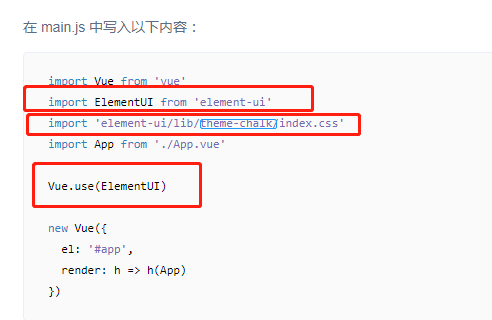 在 main.js 中写入以下内容：
import Vue from 'vue'
import ElementUI from 'element-ui'
import 'element-ui/lib/theme-chalk/index.css'
import App from './App.vue'
Vue.use(ElementUI)
new Vue({
  el: '#app',
  render: h => h(App)
})